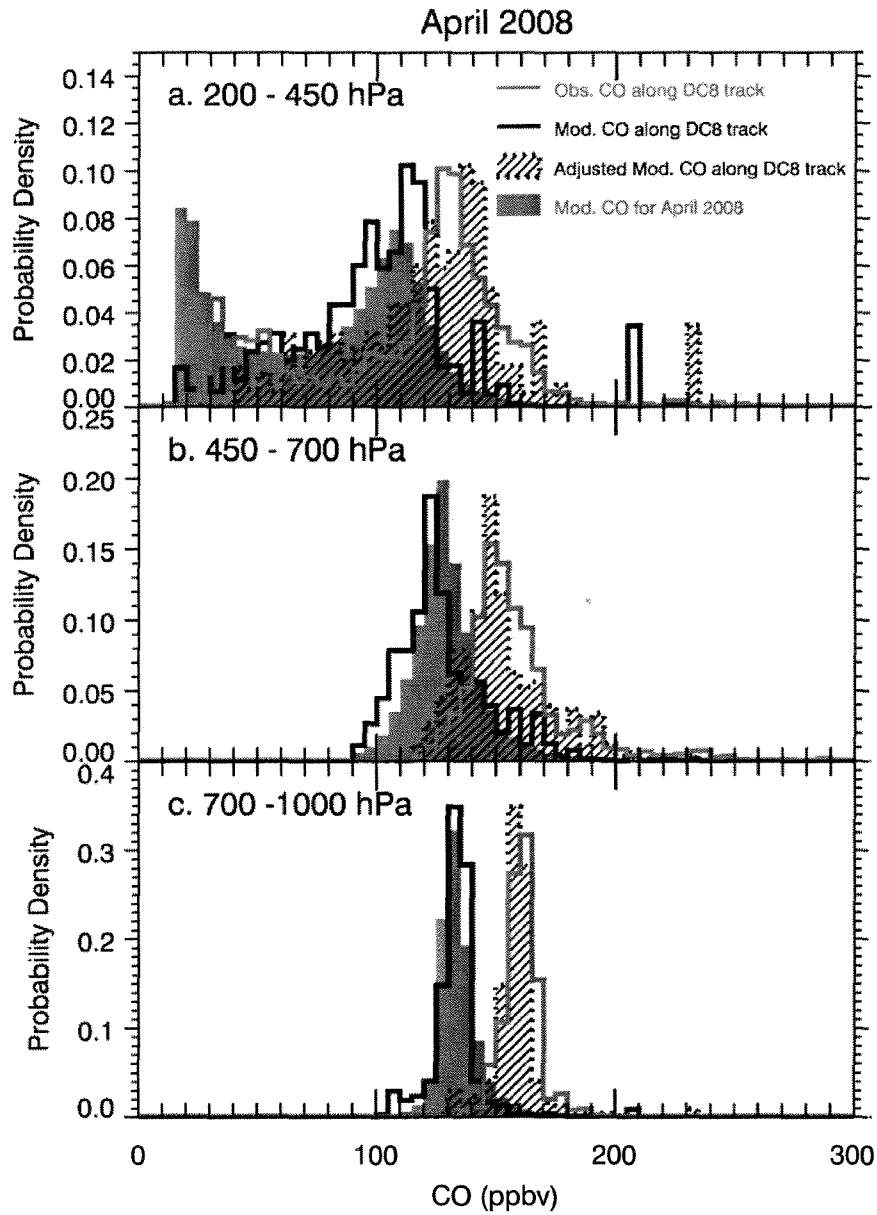 April 2008
0.14
0.12
0.10
0.08
0.06
0.04
0.02
0.00
Probability Density
a. 200 - 450 hPa
Obs. CO along DC8 track
Mod. CO along DC8 track
Adjusted Mod. CO along DC8 track
Mod. CO for April 2008
0.25
0.20
0.15
0.10
0.05
0.00
Probability Density
b. 450 - 700 hPa
0.4
0.3
0.2
0.1
0.0
Probability Density
c. 700 -1000 hPa
0 100 200 300
CO (ppbv)